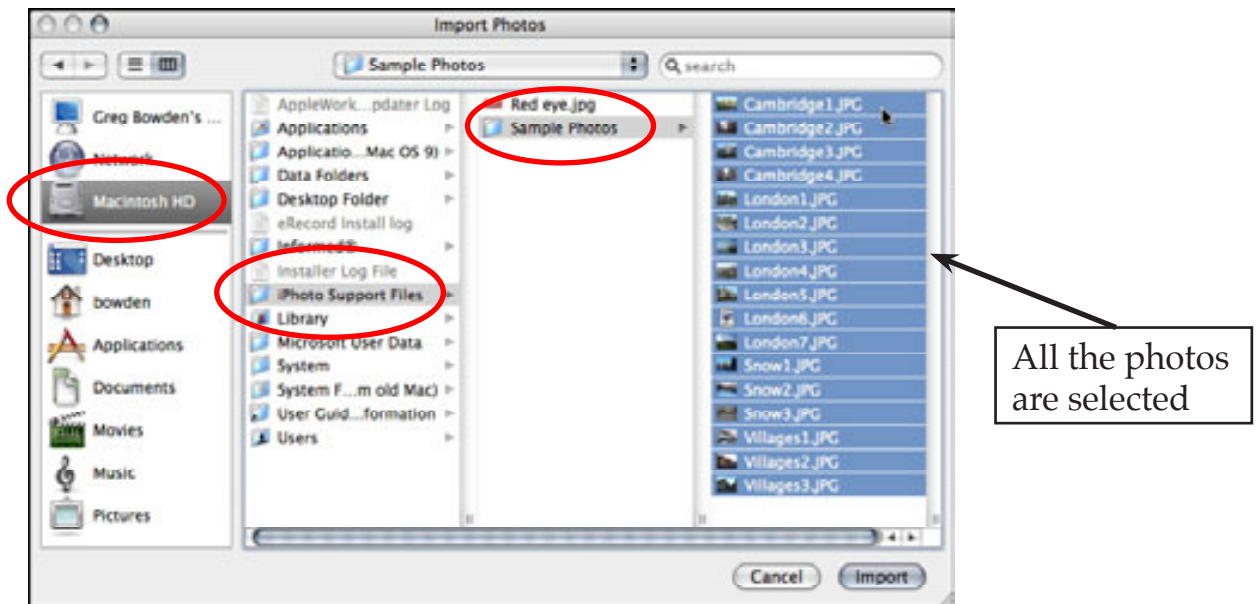 Import Photos
Sample Photos
search
Greg Bowden's ...
Network
Macintosh HD
Desktop
bowden
Applications
Documents
Movies
Music
Pictures
AppleWork...pdater Log
Applications
Applicatio...Mac OS 9)
Data Folders
Desktop Folder
eRecord Install log
Informed®
Installer Log File
iPhoto Support Files
Library
Microsoft User Data
System
System F...m old Mac)
User Guid...formation
Users
Red eye.jpg
Sample Photos
Cambridge1.JPG
Cambridge2.JPG
Cambridge3.JPG
Cambridge4.JPG
London1.JPG
London2.JPG
London3.JPG
London4.JPG
London5.JPG
London6.JPG
London7.JPG
Snow1.JPG
Snow2.JPG
Snow3.JPG
Villages1.JPG
Villages2.JPG
Villages3.JPG
All the photos
are selected
Cancel
Import